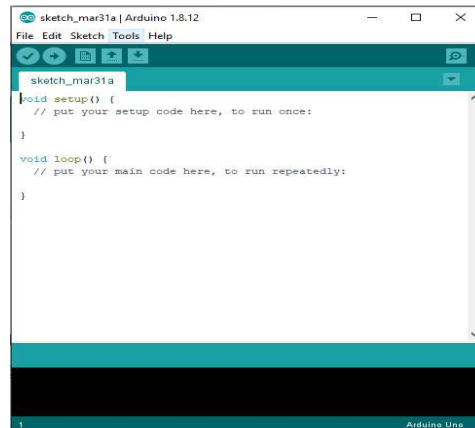 sketch_mar31a | Arduino 1.8.12
File Edit Sketch Tools Help
sketch_mar31a
void setup() {
  // put your setup code here, to run once:
}
void loop() {
  // put your main code here, to run repeatedly:
}
1
Arduino Uno